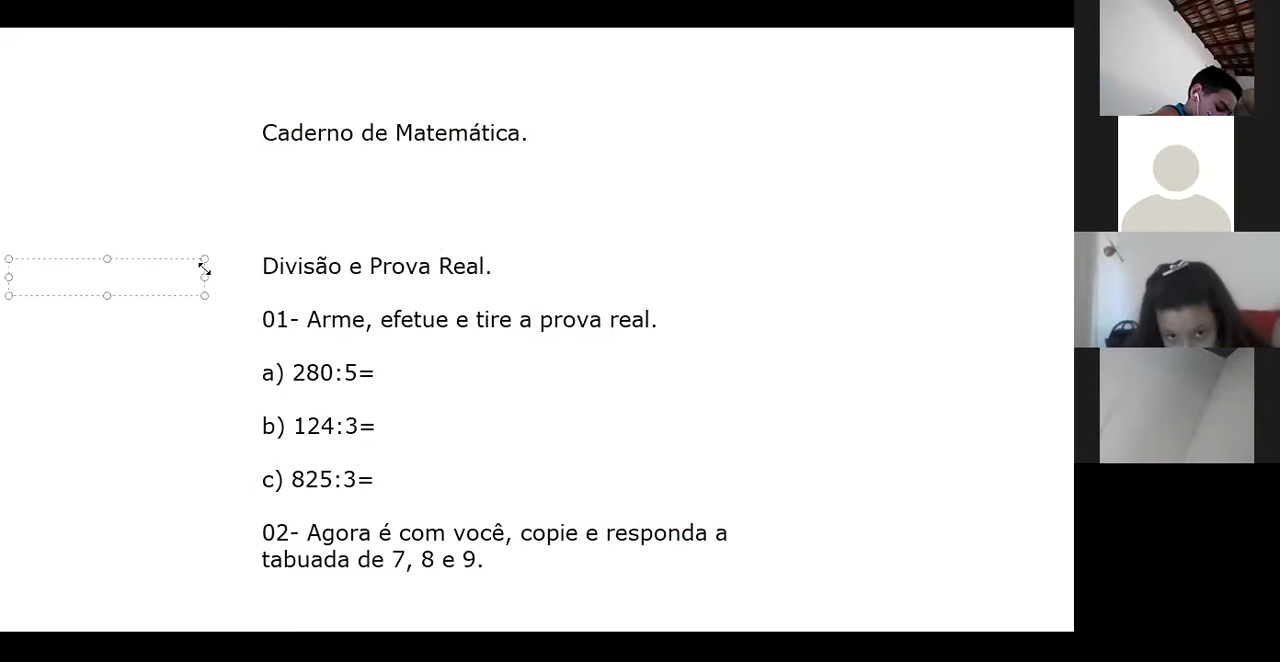 Caderno de Matemática.
Divisão e Prova Real.
01- Arme, efetue e tire a prova real.
a) 280:5=
b) 124:3=
c) 825:3=
02- Agora é com você, copie e responda a
tabuada de 7, 8 e 9.